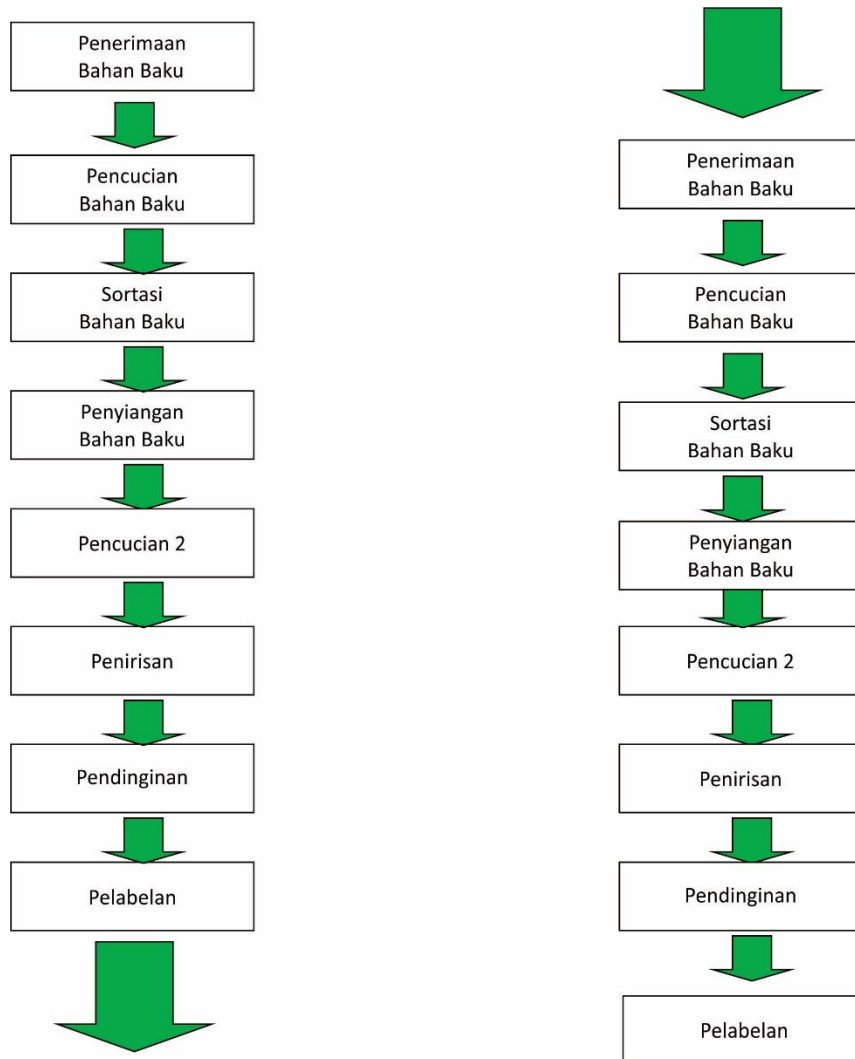 Penerimaan
Bahan Baku
Pencucian
Bahan Baku
Sortasi
Bahan Baku
Penyiangan
Bahan Baku
Pencucian 2
Penirisan
Pendinginan
Pelabelan
Penerimaan
Bahan Baku
Pencucian
Bahan Baku
Sortasi
Bahan Baku
Penyiangan
Bahan Baku
Pencucian 2
Penirisan
Pendinginan
Pelabelan